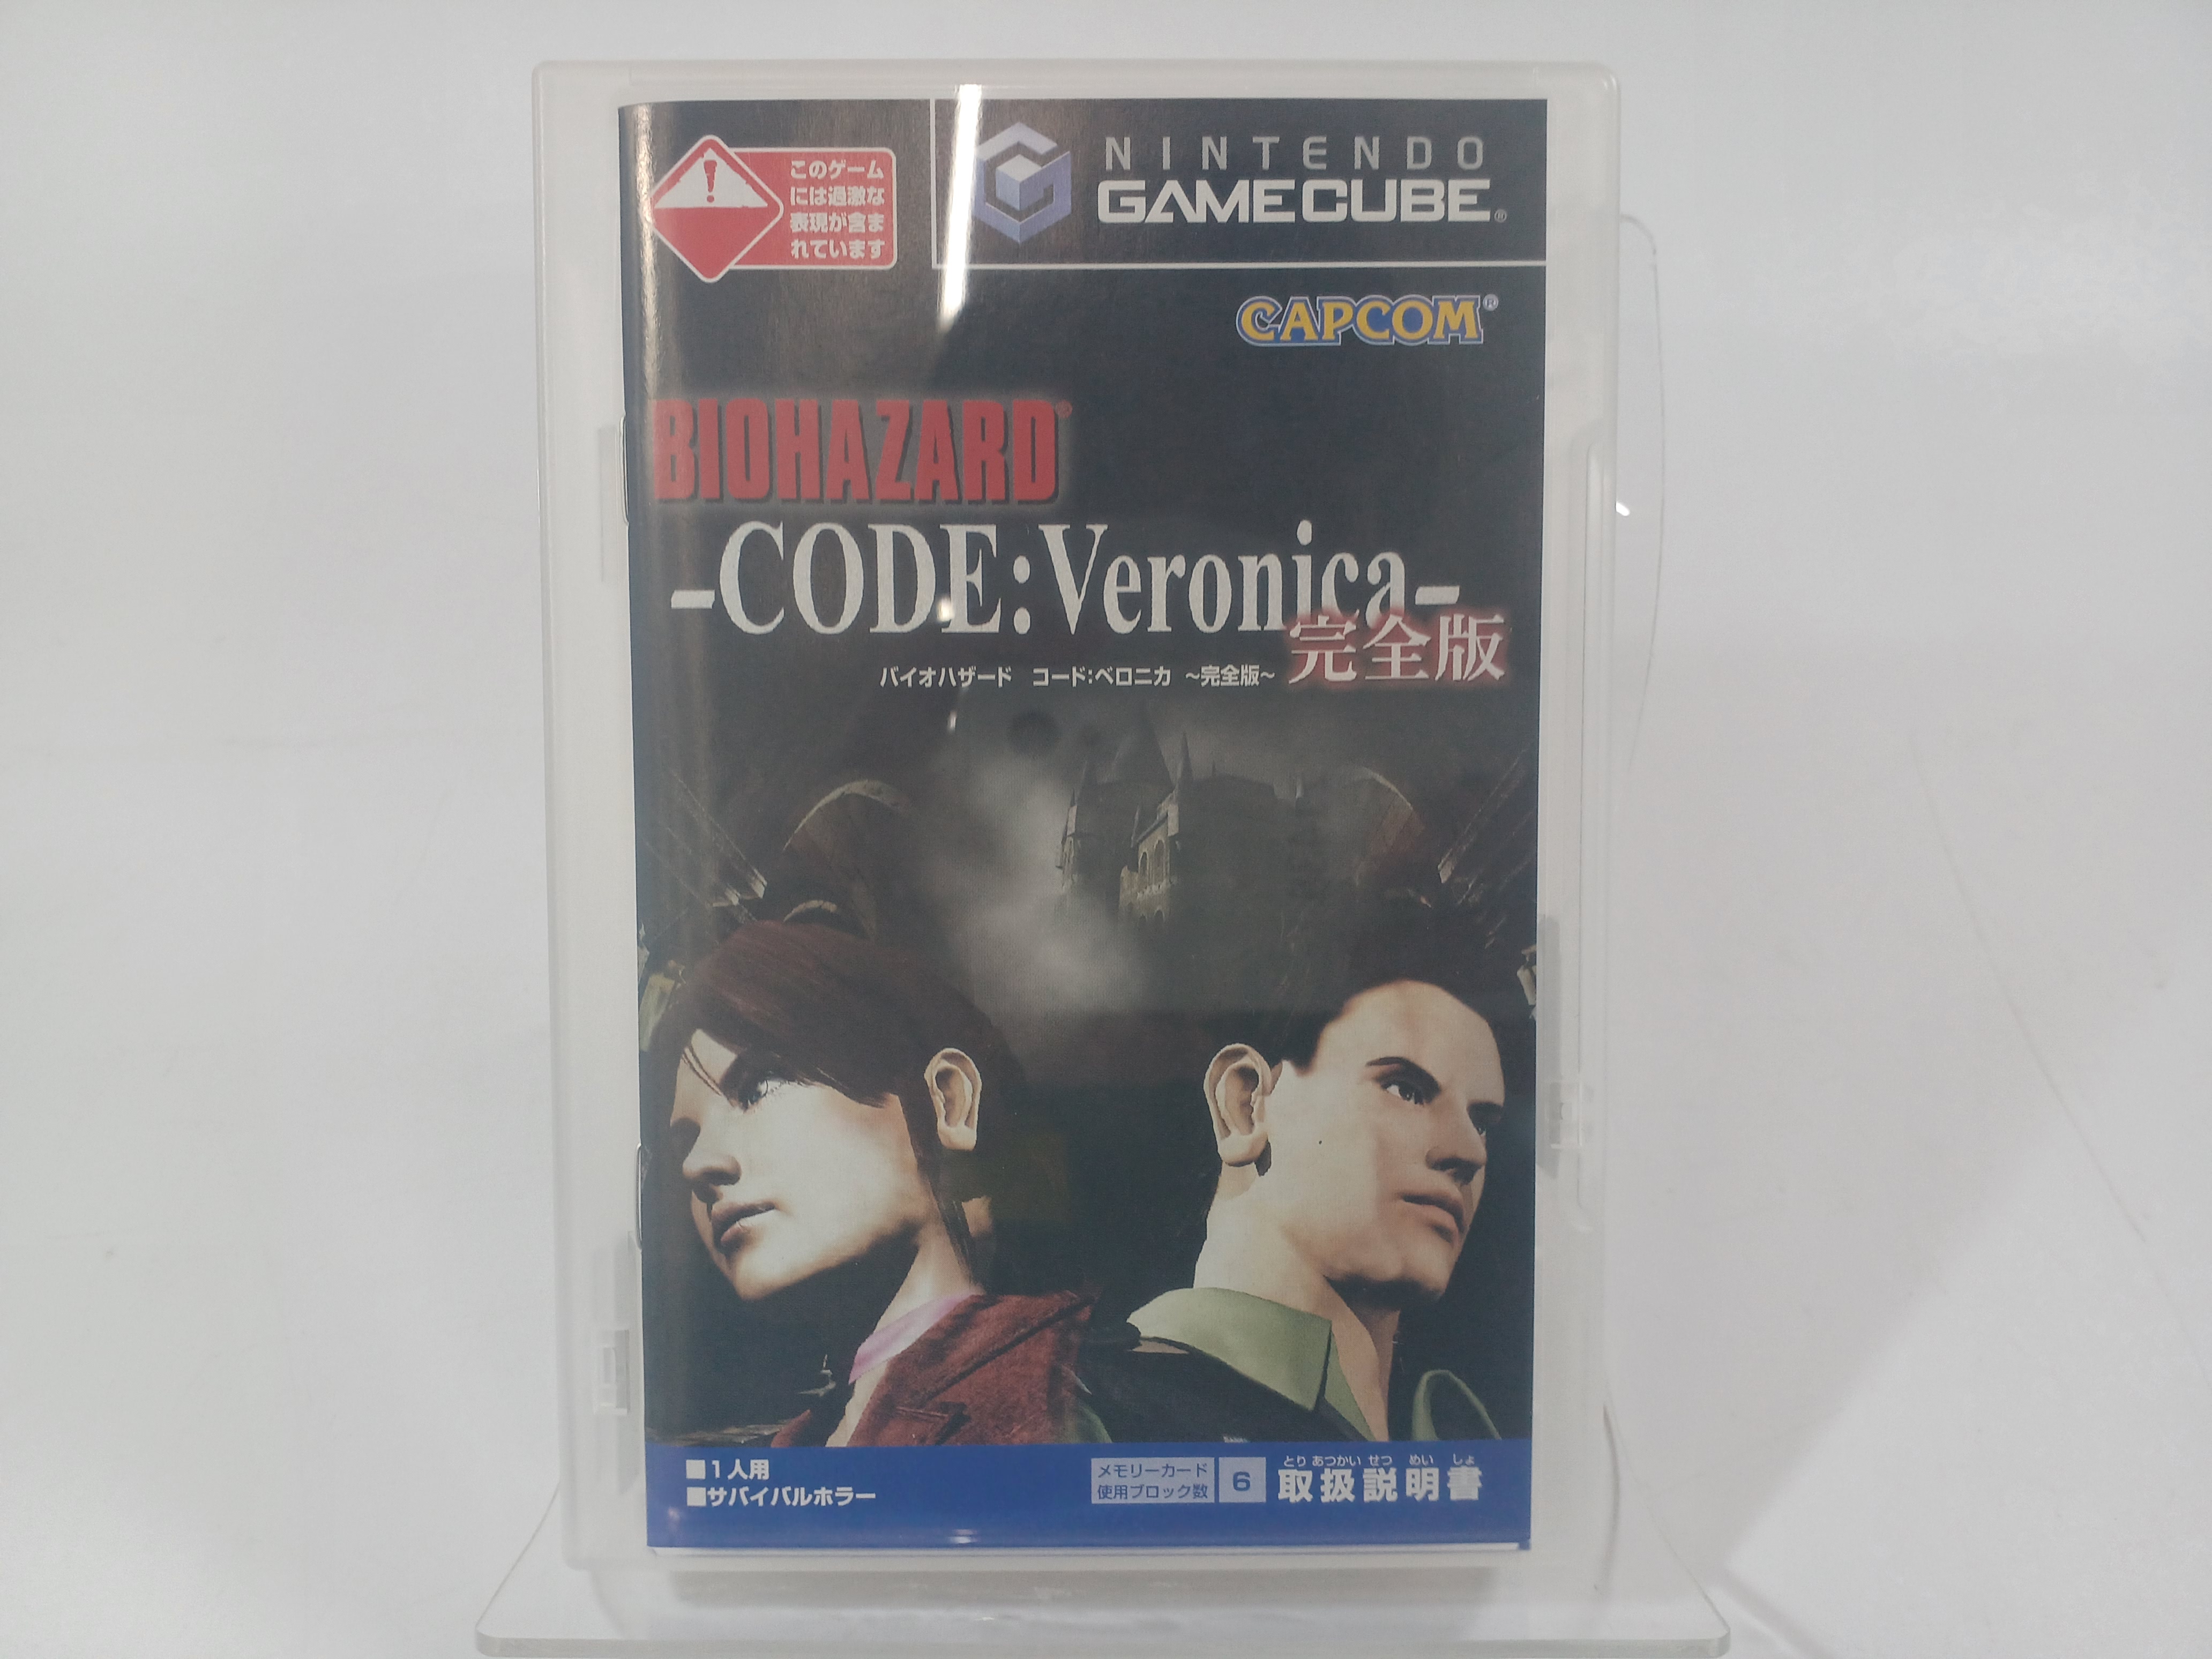 このゲーム
には過激な
表現が含ま
れています
NINTENDO
GAMECUBE®
CAPCOM®
BIOHAZARD®
-CODE:Veronica-
完全版
バイオハザード コード:ベロニカ ～完全版～
■1人用
■サバイバルホラー
メモリーカード
使用ブロック数
6
とり あつかい せつ めい しょ
取扱説明書